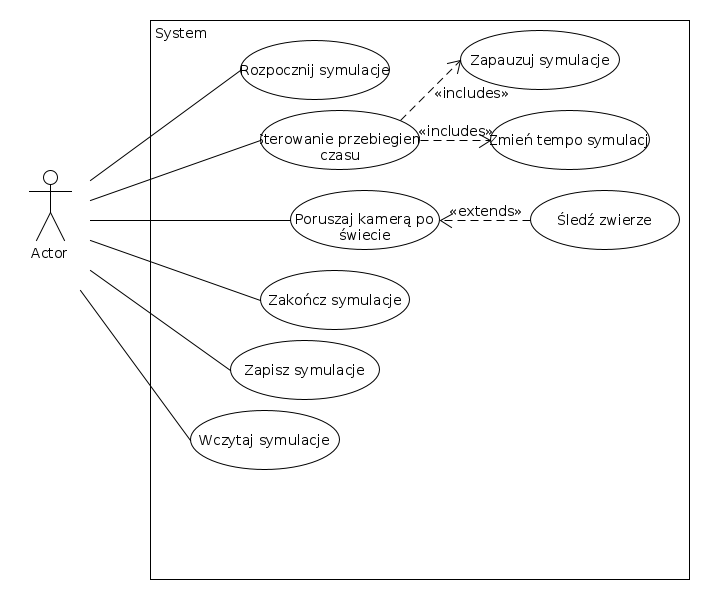 System
Rozpocznij symulacje
Zapauzuj symulacje
«includes»
Sterowanie przebiegiem
czasu
«includes»
Zmień tempo symulacji
Poruszaj kamerą po
świecie
«extends»
Śledź zwierze
Actor
Zakończ symulacje
Zapisz symulacje
Wczytaj symulacje